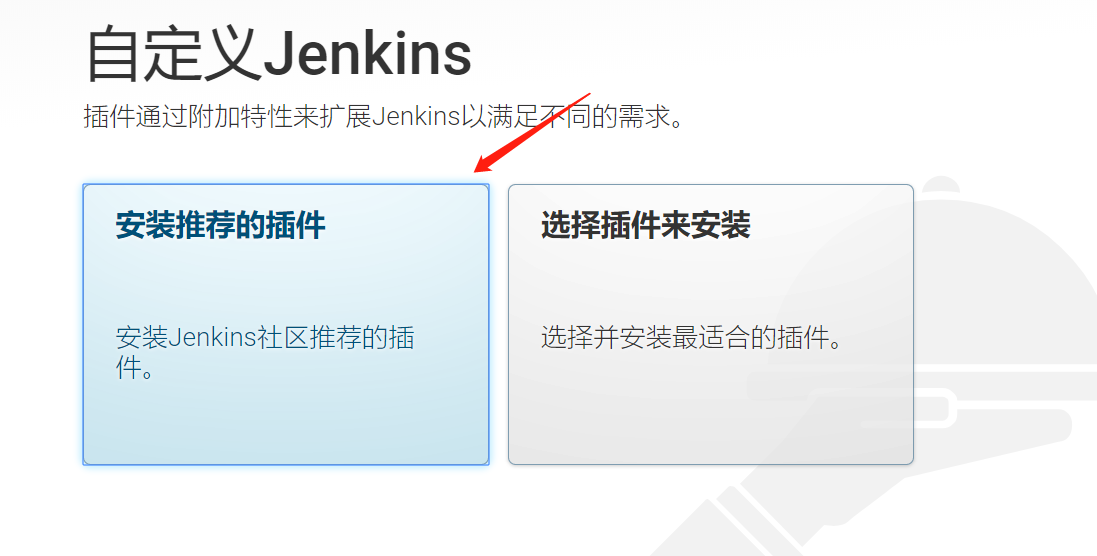 自定义Jenkins
插件通过附加特性来扩展Jenkins以满足不同的需求。
安装推荐的插件
安装Jenkins社区推荐的插
件。
选择插件来安装
选择并安装最适合的插件。